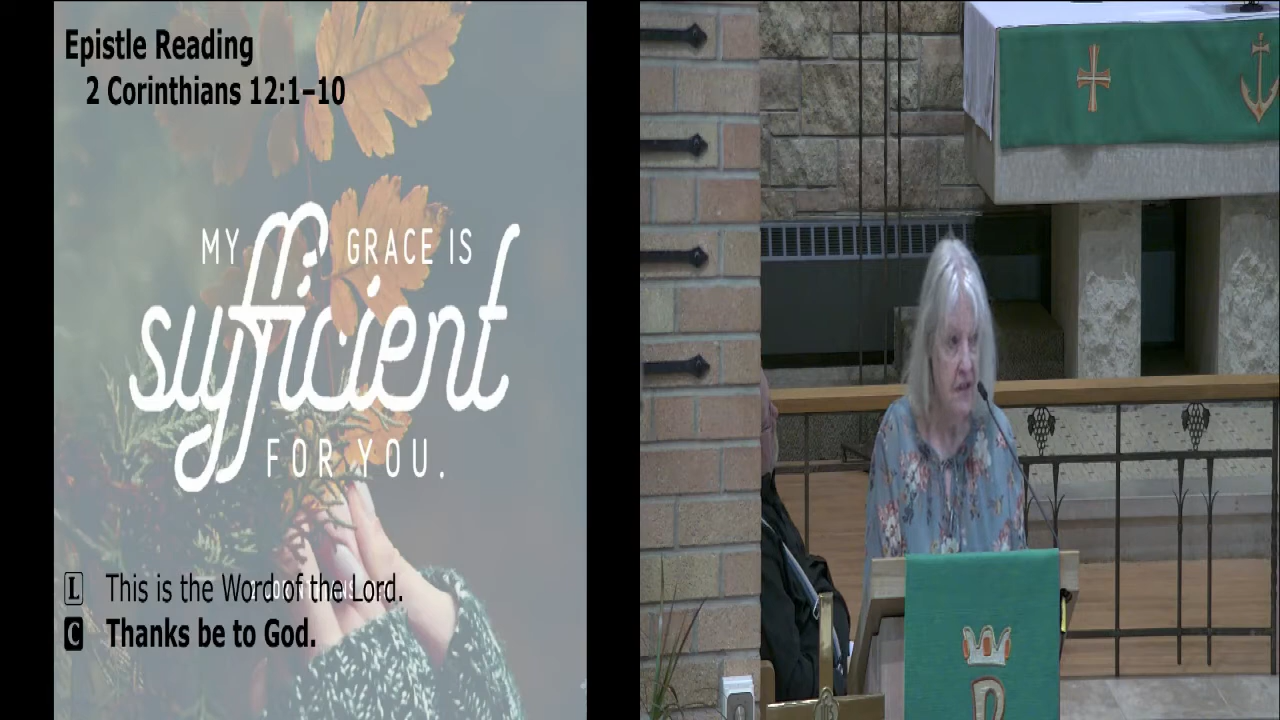 Epistle Reading
2 Corinthians 12:1–10
MY GRACE IS
sufficient
FOR YOU.
L This is the Word of the Lord.
C Thanks be to God.